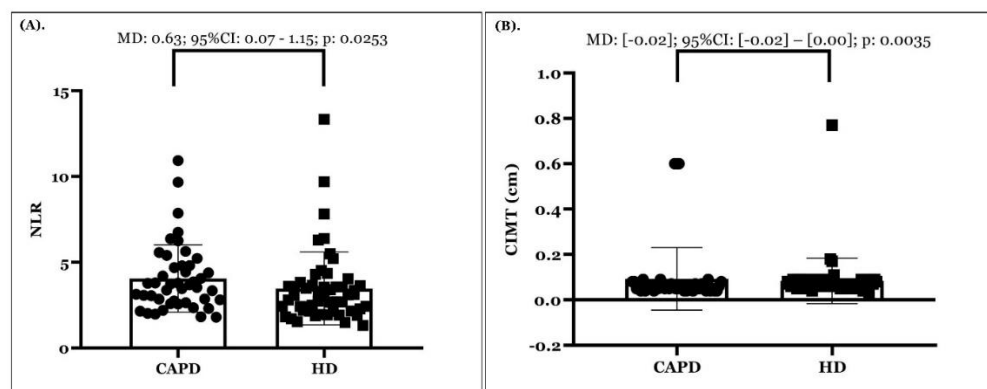 (A).
MD: 0.63; 95%CI: 0.07 - 1.15; p: 0.0253
15
10
5
0
NLR
CAPD HD
(B).
MD: [-0.02]; 95%CI: [-0.02] – [0.00]; p: 0.0035
1.0
0.8
0.6
0.4
0.2
0.0
-0.2
CIMT (cm)
CAPD HD